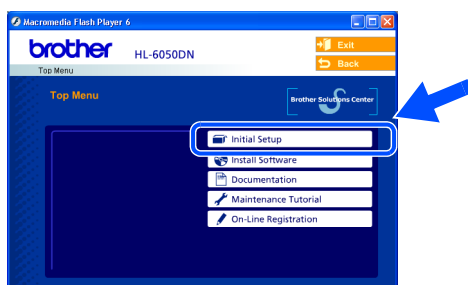 Macromedia Flash Player 6
brother HL-6050DN
Exit
Back
Top Menu
Top Menu
Brother Solutions Center
Initial Setup
Install Software
Documentation
Maintenance Tutorial
On-Line Registration